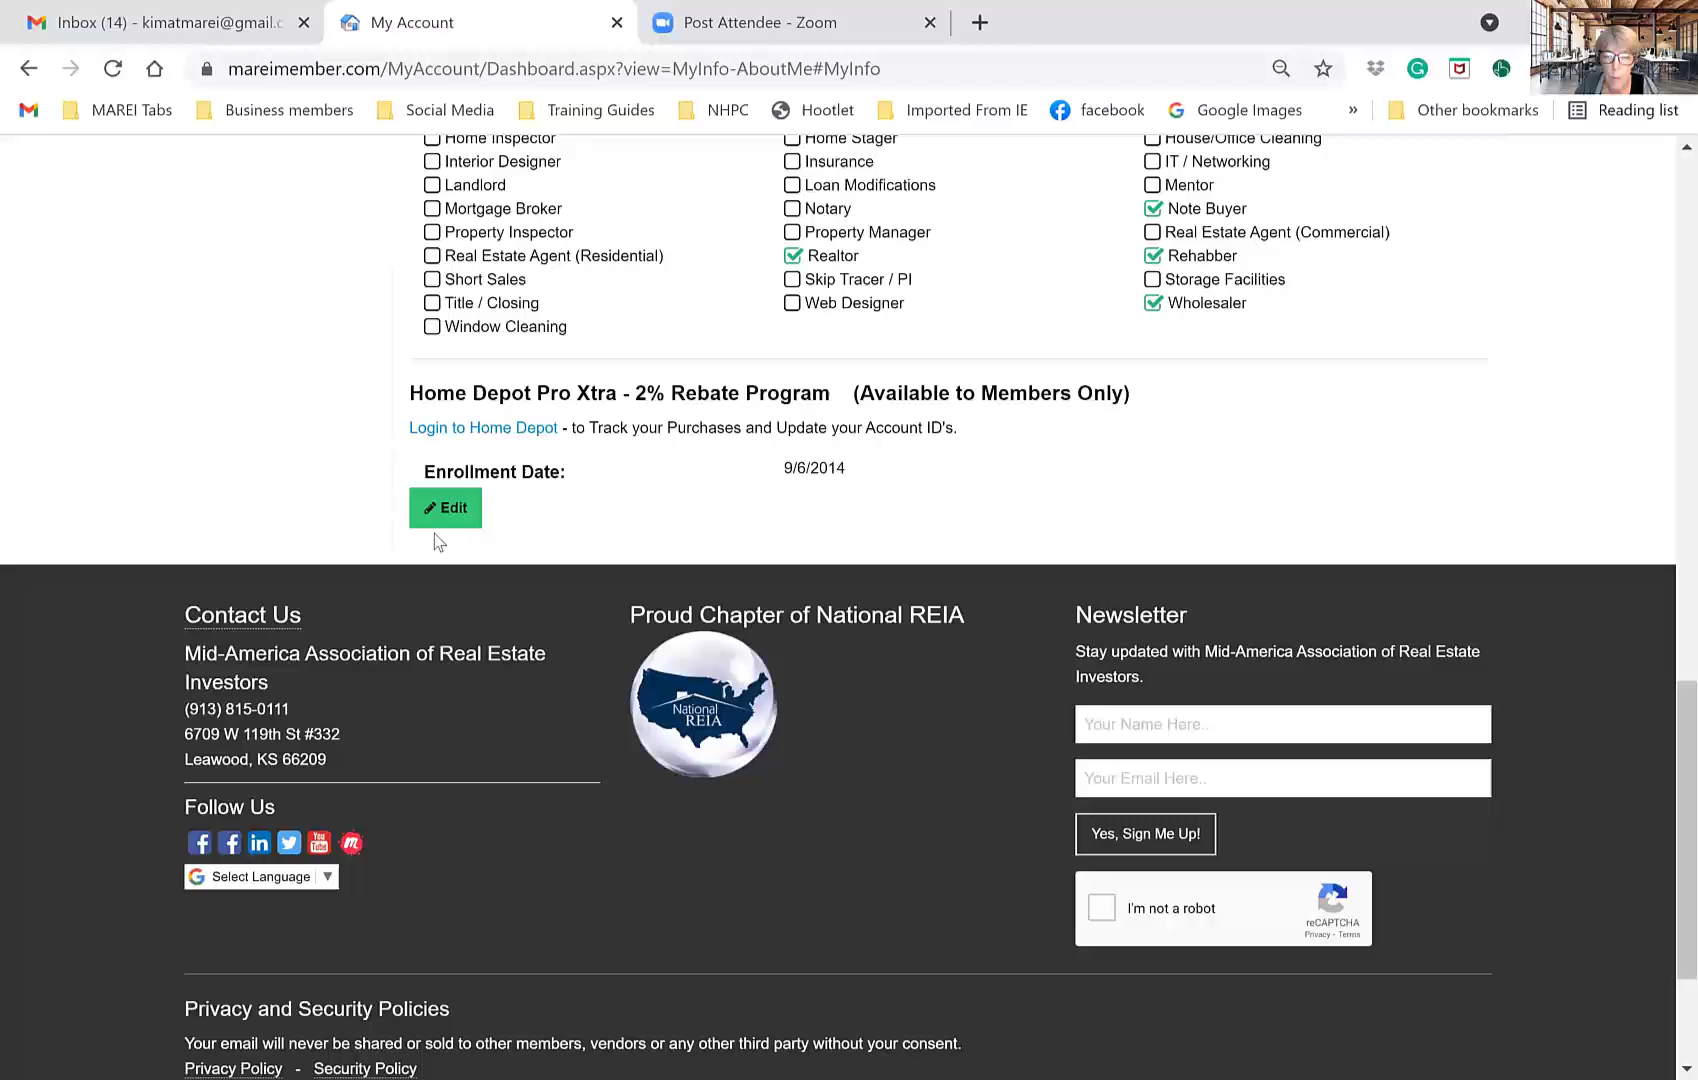 Inbox (14) - kimatmarei@gmail.c
My Account
Post Attendee - Zoom
mareimember.com/MyAccount/Dashboard.aspx?view=MyInfo-AboutMe#MyInfo
MAREI Tabs
Business members
Social Media
Training Guides
NHPC
Hootlet
Imported From IE
facebook
Google Images
»
Other bookmarks
Reading list
Home Inspector
Home Stager
House/Office Cleaning
Interior Designer
Insurance
IT / Networking
Landlord
Loan Modifications
Mentor
Mortgage Broker
Notary
Note Buyer
Property Inspector
Property Manager
Real Estate Agent (Commercial)
Real Estate Agent (Residential)
Realtor
Rehabber
Short Sales
Skip Tracer / PI
Storage Facilities
Title / Closing
Web Designer
Wholesaler
Window Cleaning
Home Depot Pro Xtra - 2% Rebate Program (Available to Members Only)
Login to Home Depot - to Track your Purchases and Update your Account ID's.
Enrollment Date: 9/6/2014
Edit
Contact Us
Mid-America Association of Real Estate
Investors
(913) 815-0111
6709 W 119th St #332
Leawood, KS 66209
Follow Us
Select Language
Proud Chapter of National REIA
National
REIA
Newsletter
Stay updated with Mid-America Association of Real Estate
Investors.
Your Name Here..
Your Email Here..
Yes, Sign Me Up!
I'm not a robot
reCAPTCHA
Privacy - Terms
Privacy and Security Policies
Your email will never be shared or sold to other members, vendors or any other third party without your consent.
Privacy Policy - Security Policy